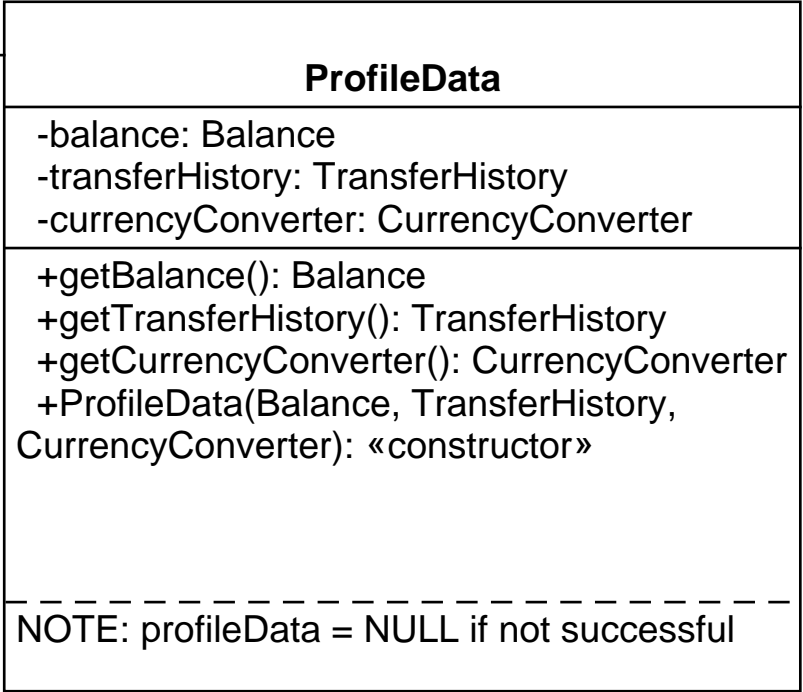 ProfileData
-balance: Balance
-transferHistory: TransferHistory
-currencyConverter: CurrencyConverter
+getBalance(): Balance
+getTransferHistory(): TransferHistory
+getCurrencyConverter(): CurrencyConverter
+ProfileData(Balance, TransferHistory,
CurrencyConverter): «constructor»
NOTE: profileData = NULL if not successful